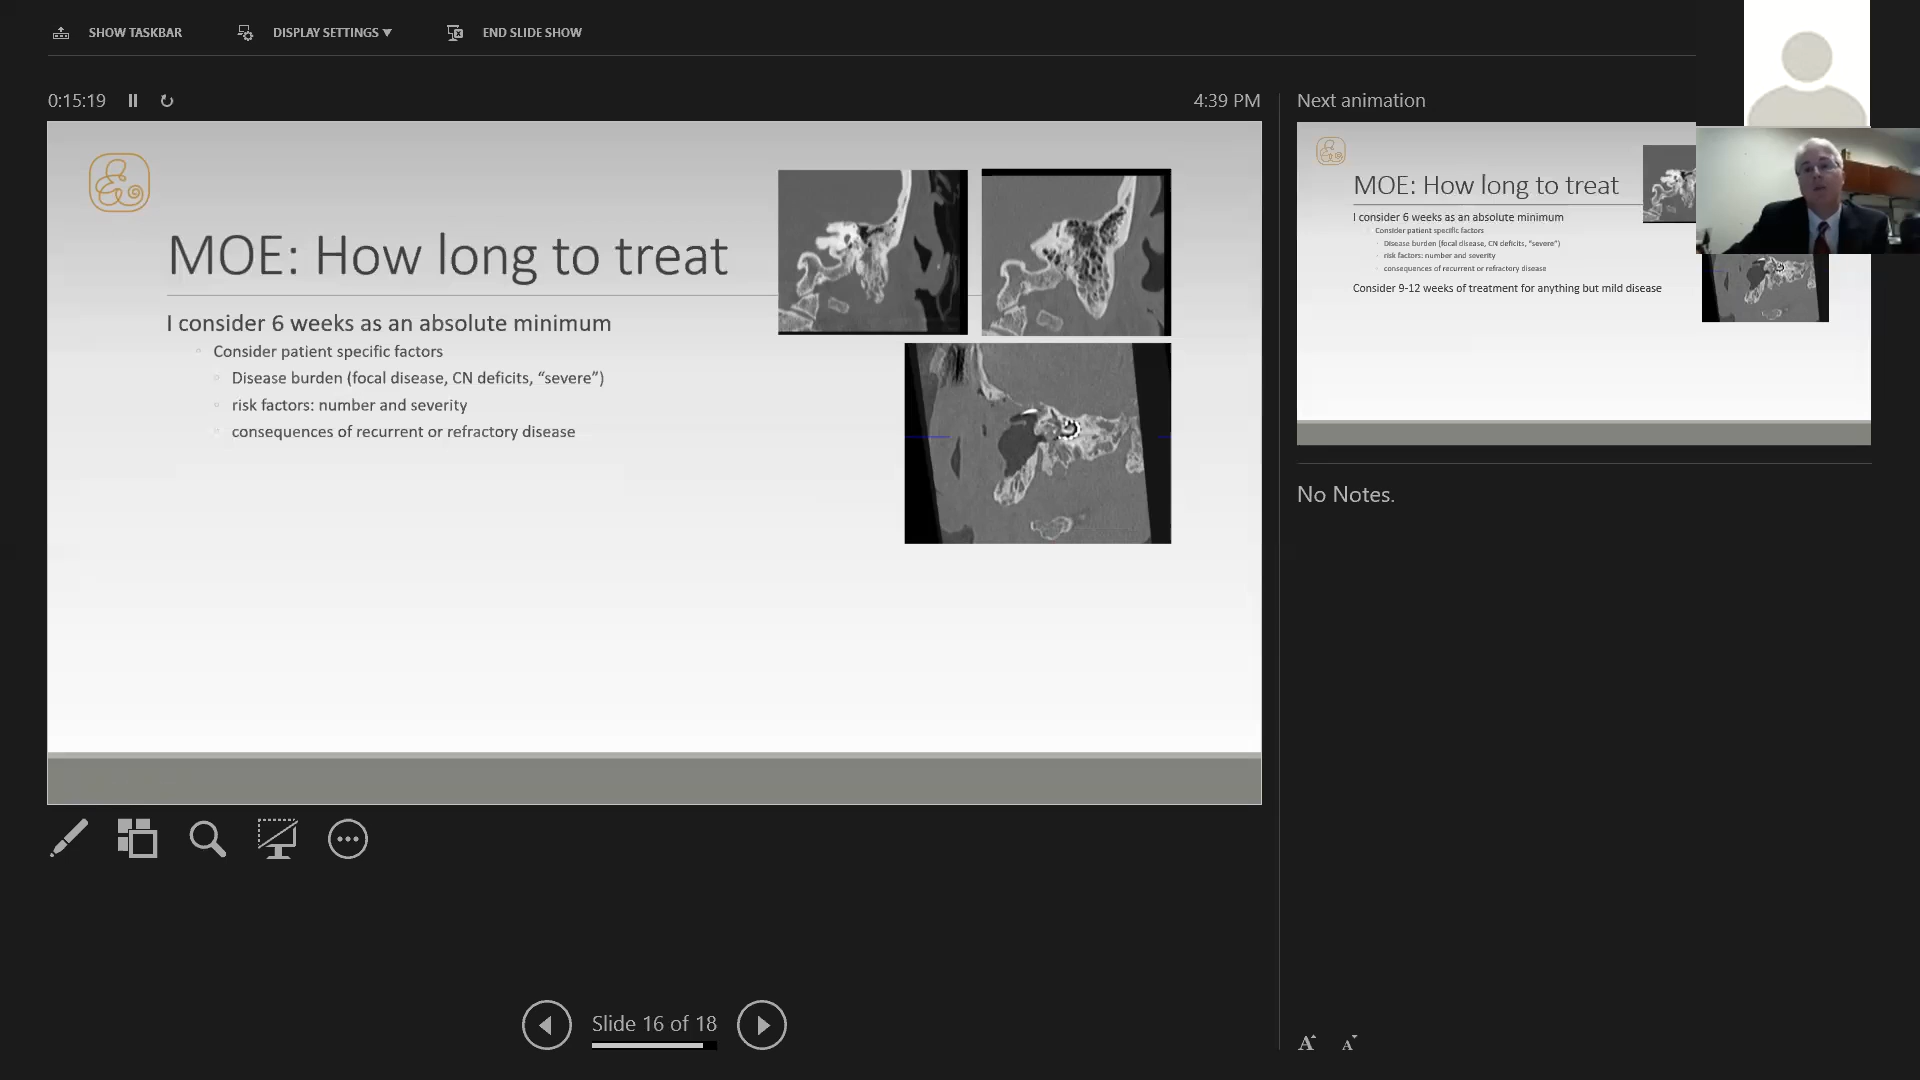 SHOW TASKBAR
DISPLAY SETTINGS ▼
END SLIDE SHOW
0:15:19
4:39 PM
MOE: How long to treat
I consider 6 weeks as an absolute minimum
Consider patient specific factors
Disease burden (focal disease, CN deficits, “severe”)
risk factors: number and severity
consequences of recurrent or refractory disease
Slide 16 of 18
Next animation
MOE: How long to treat
I consider 6 weeks as an absolute minimum
Consider patient specific factors
Disease burden (focal disease, CN deficits, “severe”)
risk factors: number and severity
consequences of recurrent or refractory disease
Consider 9-12 weeks of treatment for anything but mild disease
No Notes.
A A